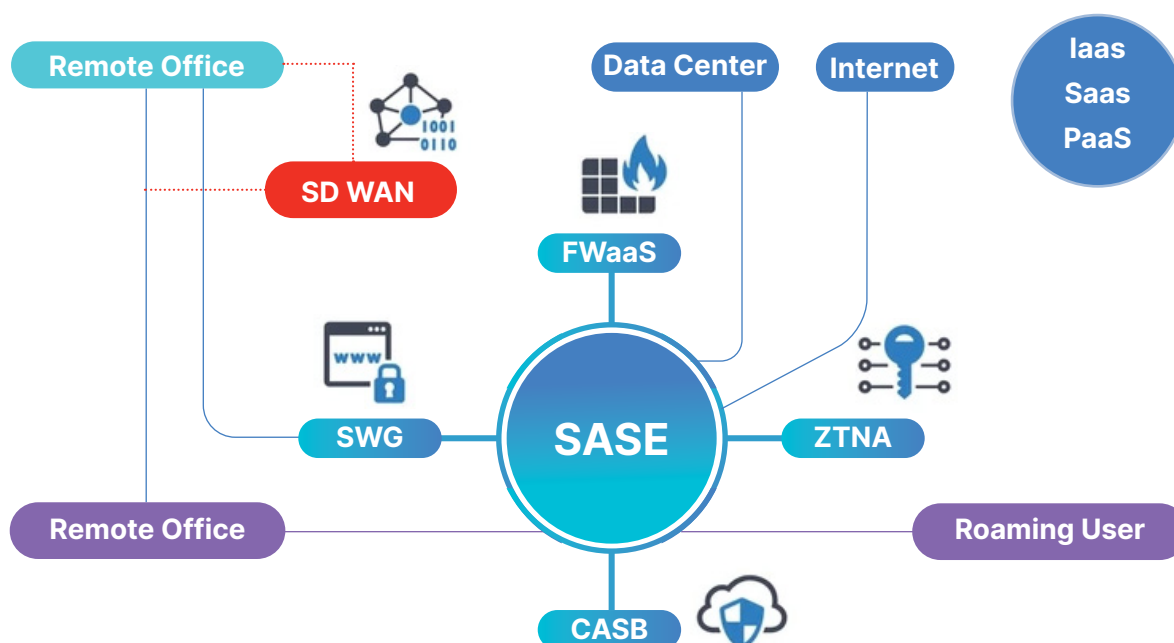 Remote Office
Data Center
Internet
Iaas
Saas
PaaS
1001
0110
SD WAN
FWaaS
www
SWG
SASE
ZTNA
Remote Office
Roaming User
CASB